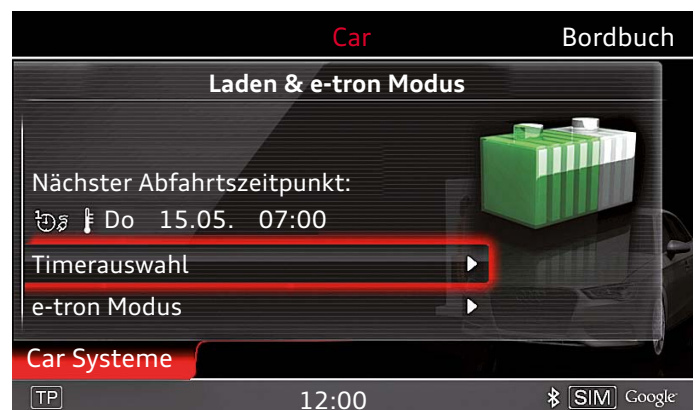 Car
Bordbuch
Laden & e-tron Modus
Nächster Abfahrtszeitpunkt:
Do 15.05. 07:00
Timerauswahl
e-tron Modus
Car Systeme
TP 12:00 SIM Google